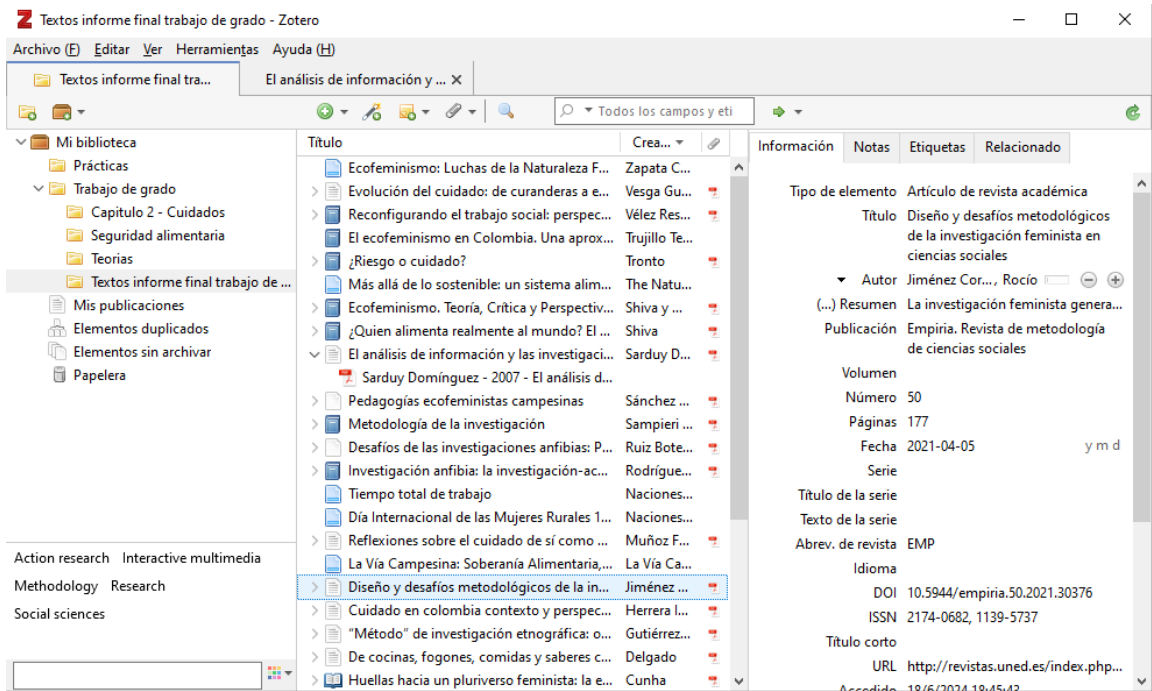 Textos informe final trabajo de grado - Zotero
Archivo (F) Editar Ver Herramientas Ayuda (H)
Textos informe final tra...
El análisis de información y ...
Todos los campos y eti
Mi biblioteca
Prácticas
Trabajo de grado
Capitulo 2 - Cuidados
Seguridad alimentaria
Teorias
Textos informe final trabajo de ...
Mis publicaciones
Elementos duplicados
Elementos sin archivar
Papelera
Action research Interactive multimedia
Methodology Research
Social sciences
Título Crea...
Ecofeminismo: Luchas de la Naturaleza F... Zapata C...
Evolución del cuidado: de curanderas a e... Vesga Gu...
Reconfigurando el trabajo social: perspec... Vélez Res...
El ecofeminismo en Colombia. Una aprox... Trujillo Te...
¿Riesgo o cuidado? Tronto
Más allá de lo sostenible: un sistema alim... The Natu...
Ecofeminismo. Teoría, Crítica y Perspectiv... Shiva y ...
¿Quien alimenta realmente al mundo? El ... Shiva
El análisis de información y las investigaci... Sarduy D...
Sarduy Domínguez - 2007 - El análisis d...
Pedagogías ecofeministas campesinas Sánchez ...
Metodología de la investigación Sampieri ...
Desafíos de las investigaciones anfibias: P... Ruiz Bote...
Investigación anfibia: la investigación-ac... Rodrígue...
Tiempo total de trabajo Naciones...
Día Internacional de las Mujeres Rurales 1... Naciones...
Reflexiones sobre el cuidado de sí como ... Muñoz F...
La Vía Campesina: Soberanía Alimentaria,... La Vía Ca...
Diseño y desafíos metodológicos de la in... Jiménez ...
Cuidado en colombia contexto y perspec... Herrera I...
“Método” de investigación etnográfica: o... Gutiérrez...
De cocinas, fogones, comidas y saberes c... Delgado
Huellas hacia un pluriverso feminista: la e... Cunha
Información Notas Etiquetas Relacionado
Tipo de elemento Artículo de revista académica
Título Diseño y desafíos metodológicos
de la investigación feminista en
ciencias sociales
Autor Jiménez Cor..., Rocío
(...) Resumen La investigación feminista genera...
Publicación Empiria. Revista de metodología
de ciencias sociales
Volumen
Número 50
Páginas 177
Fecha 2021-04-05 y m d
Serie
Título de la serie
Texto de la serie
Abrev. de revista EMP
Idioma
DOI 10.5944/empiria.50.2021.30376
ISSN 2174-0682, 1139-5737
Título corto
URL http://revistas.uned.es/index.php...
Accedido 18/6/2024 18:45:43